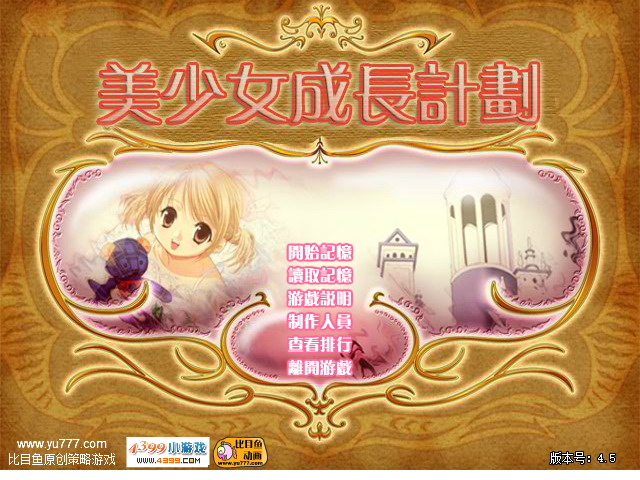 美少女成長計劃
開始記憶
讀取記憶
游戲説明
制作人員
查看排行
離開游戲
www.yu777.com
比目鱼原创策略游戏
4399小游戏
www.4399.com
比目鱼
动画
www.yu777.com
版本号: 4.5